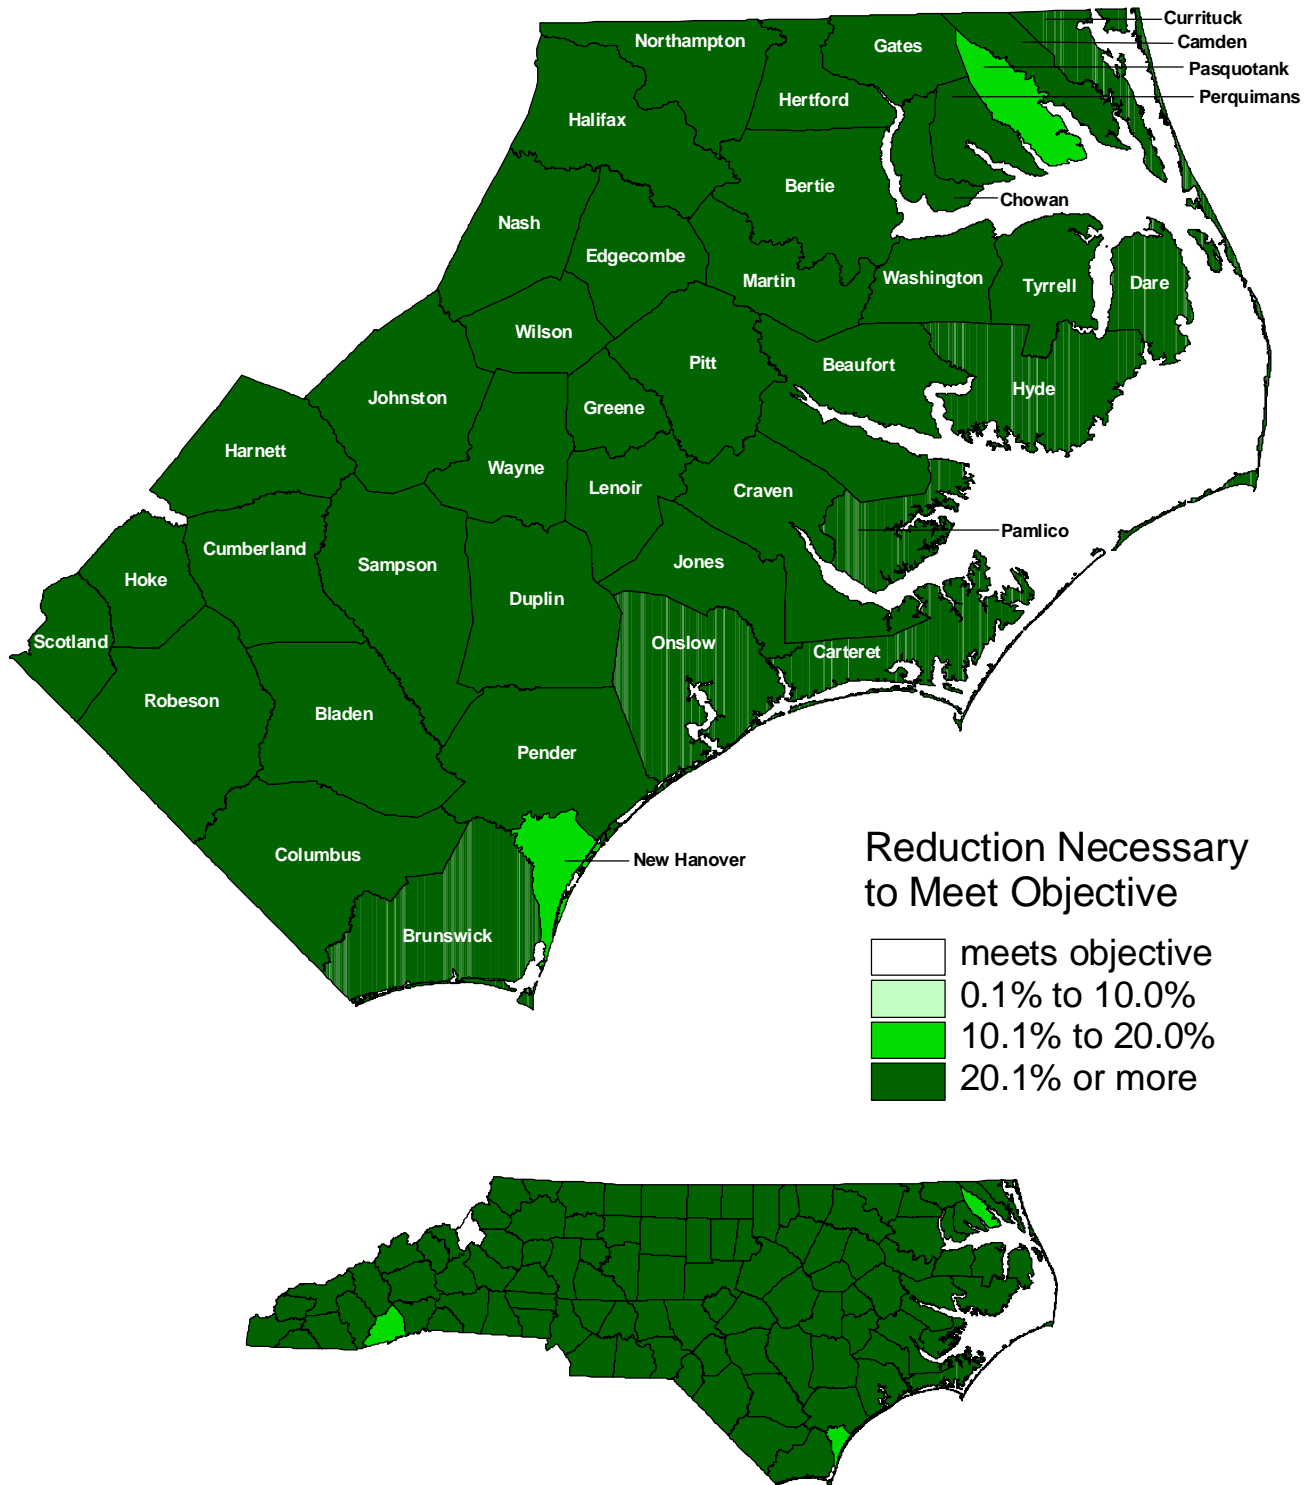 Currituck
Northampton
Camden
Gates
Pasquotank
Perquimans
Hertford
Halifax
Bertie
Chowan
Nash
Edgecombe
Martin
Washington
Tyrrell
Dare
Wilson
Pitt
Beaufort
Hyde
Johnston
Greene
Harnett
Wayne
Lenoir
Craven
Pamlico
Cumberland
Sampson
Jones
Hoke
Duplin
Scotland
Onslow
Carteret
Robeson
Bladen
Pender
Columbus
New Hanover
Brunswick
Reduction Necessary
to Meet Objective
meets objective
0.1% to 10.0%
10.1% to 20.0%
20.1% or more